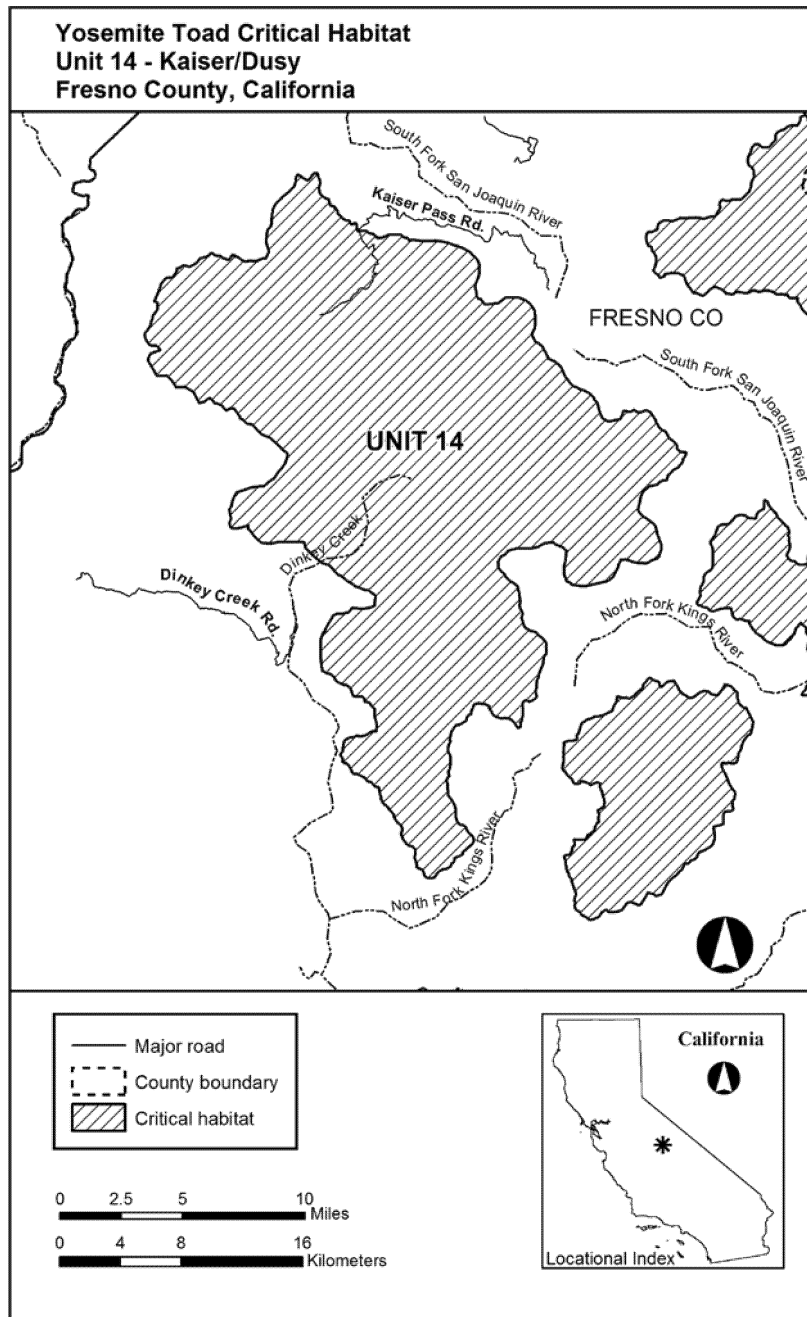 Yosemite Toad Critical Habitat
Unit 14 - Kaiser/Dusy
Fresno County, California
South Fork San Joaquin River
Kaiser Pass Rd.
FRESNO CO
South Fork San Joaquin River
UNIT 14
Dinkey Creek
Dinkey Creek Rd.
North Fork Kings River
North Fork Kings River
Major road
County boundary
Critical habitat
0 2.5 5 10
Miles
0 4 8 16
Kilometers
California
Locational Index